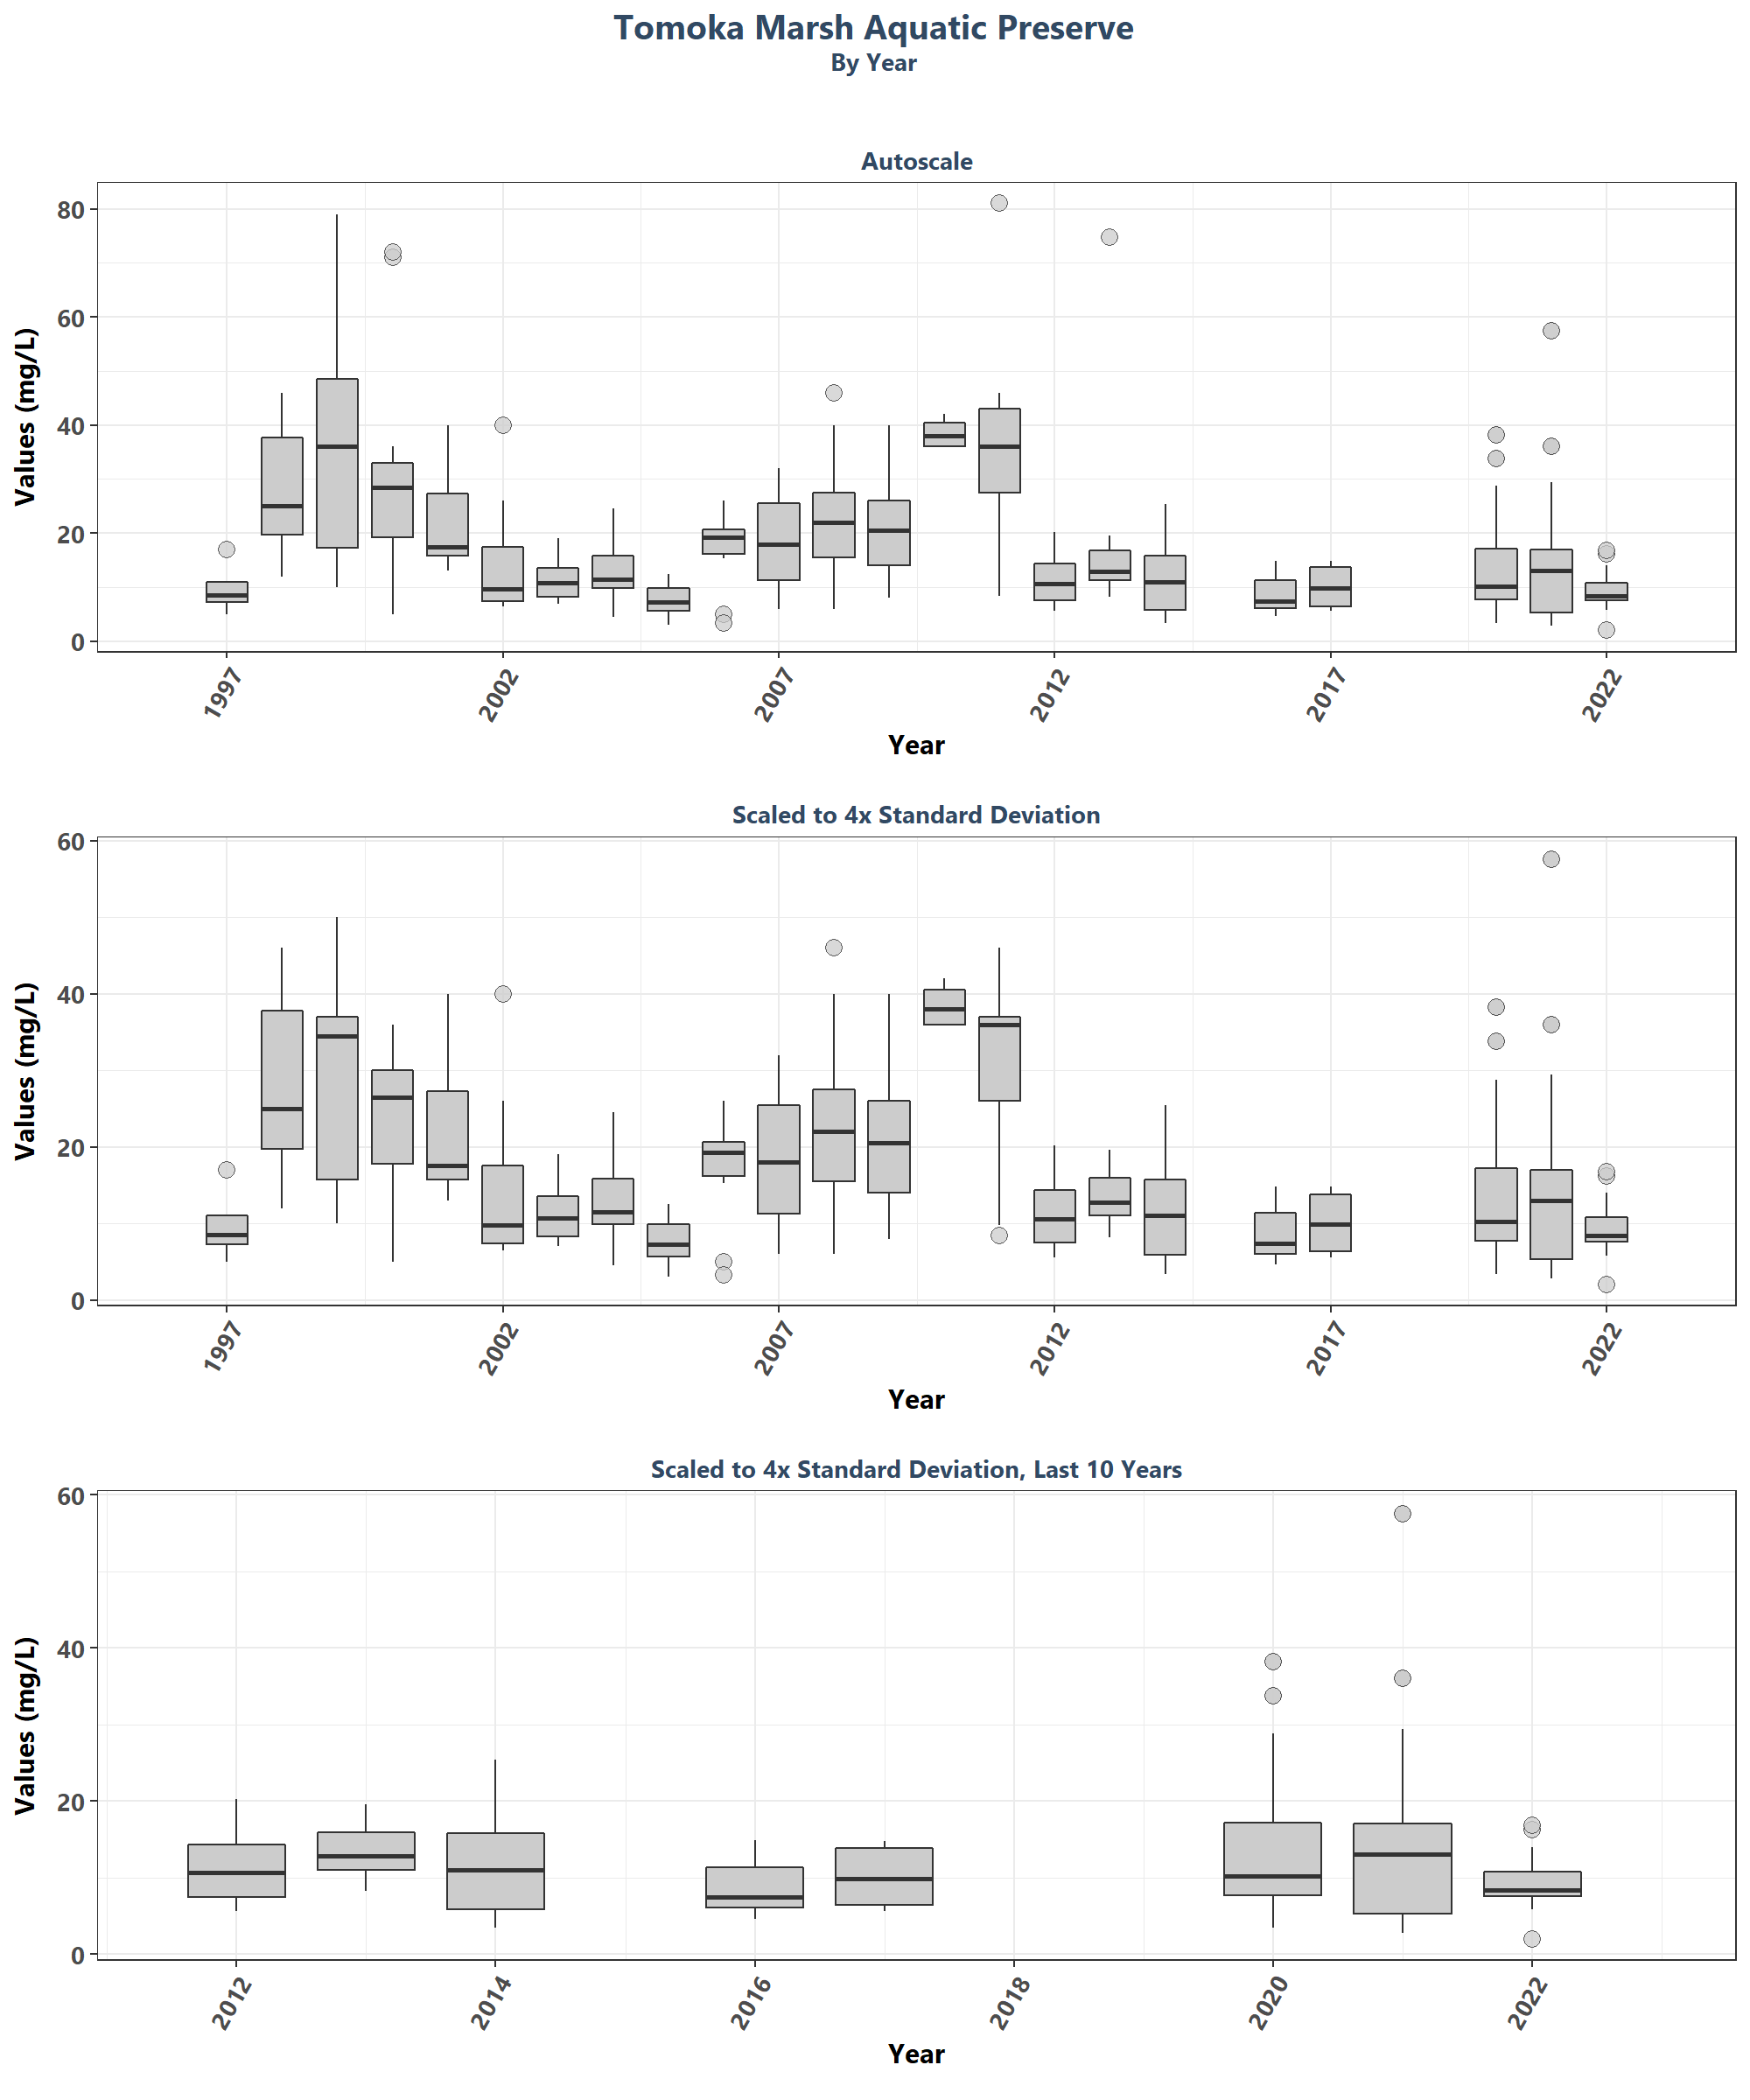 Tomoka Marsh Aquatic Preserve
By Year
Autoscale
Values (mg/L)
80
60
40
20
0
1997
2002
2007
2012
2017
2022
Year
Scaled to 4x Standard Deviation
Values (mg/L)
60
40
20
0
1997
2002
2007
2012
2017
2022
Year
Scaled to 4x Standard Deviation, Last 10 Years
Values (mg/L)
60
40
20
0
2012
2014
2016
2018
2020
2022
Year